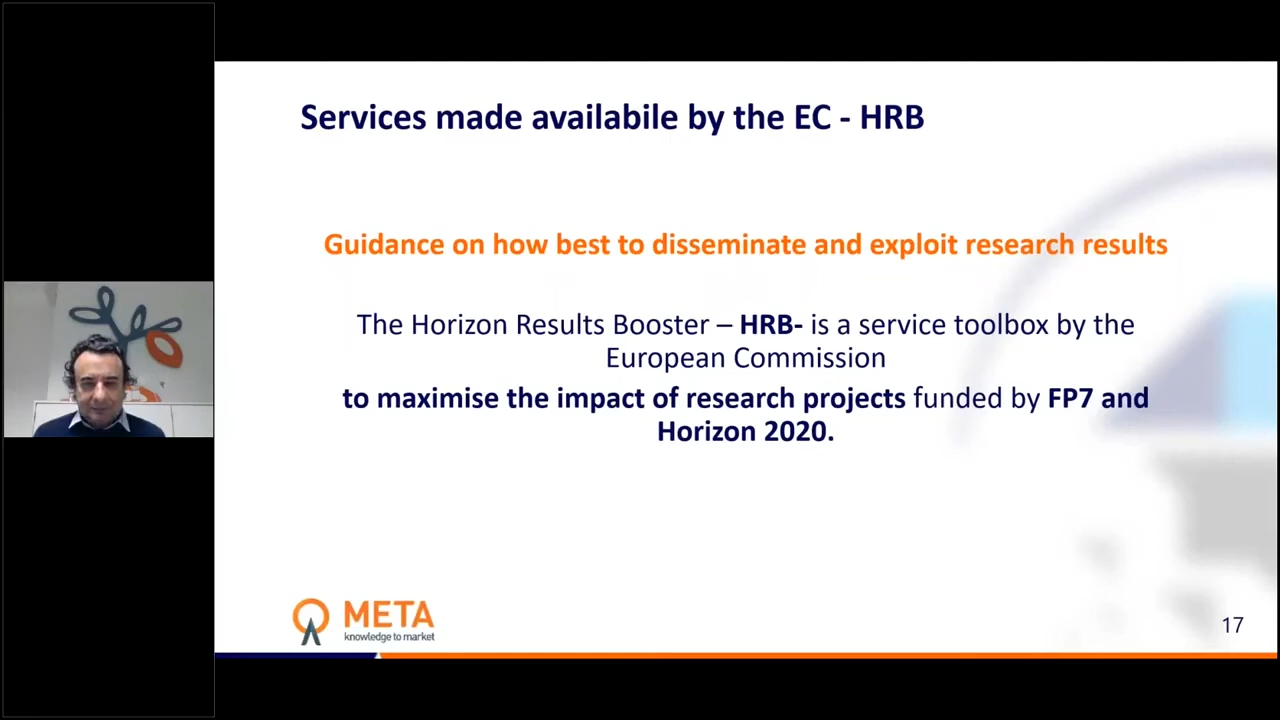 Services made availabile by the EC - HRB
Guidance on how best to disseminate and exploit research results
The Horizon Results Booster – HRB- is a service toolbox by the
European Commission
to maximise the impact of research projects funded by FP7 and
Horizon 2020.
META
knowledge to market
17